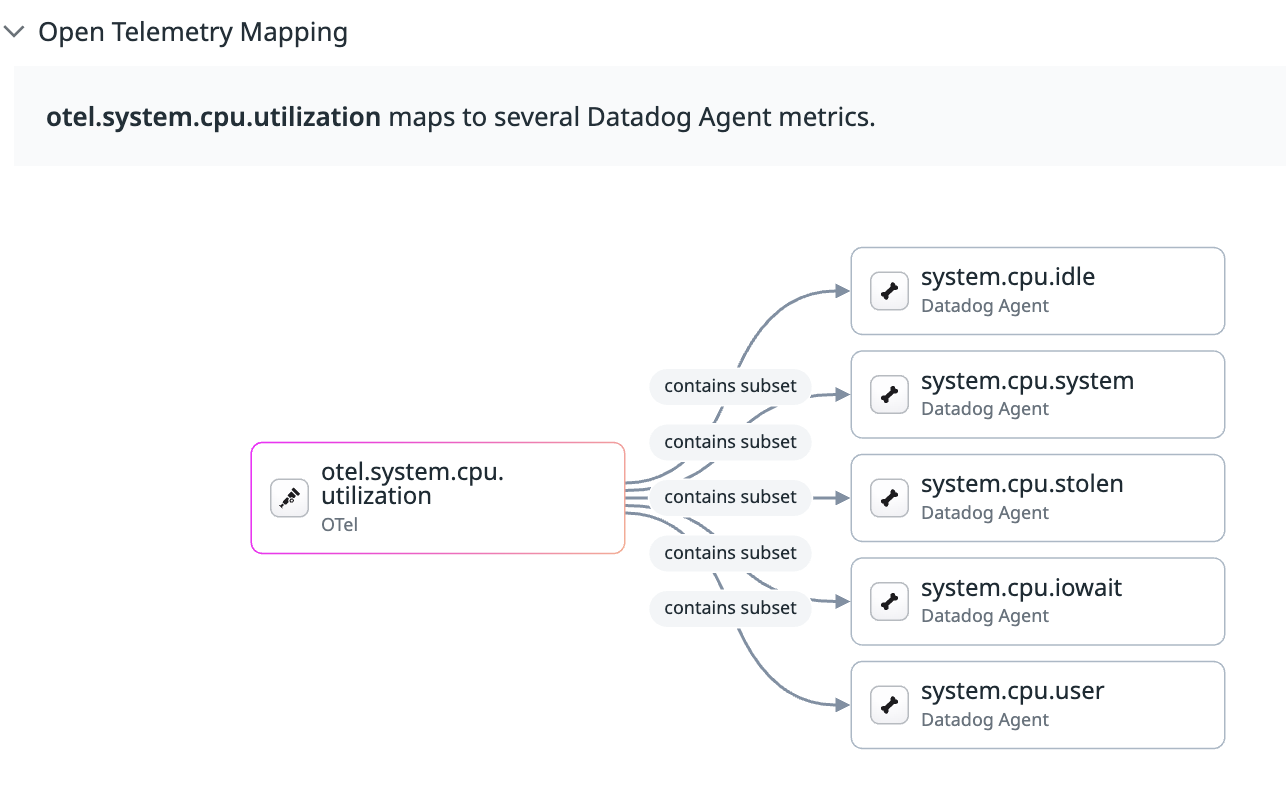 Open Telemetry Mapping
otel.system.cpu.utilization maps to several Datadog Agent metrics.
otel.system.cpu.
utilization
OTel
contains subset
contains subset
contains subset
contains subset
contains subset
system.cpu.idle
Datadog Agent
system.cpu.system
Datadog Agent
system.cpu.stolen
Datadog Agent
system.cpu.iowait
Datadog Agent
system.cpu.user
Datadog Agent